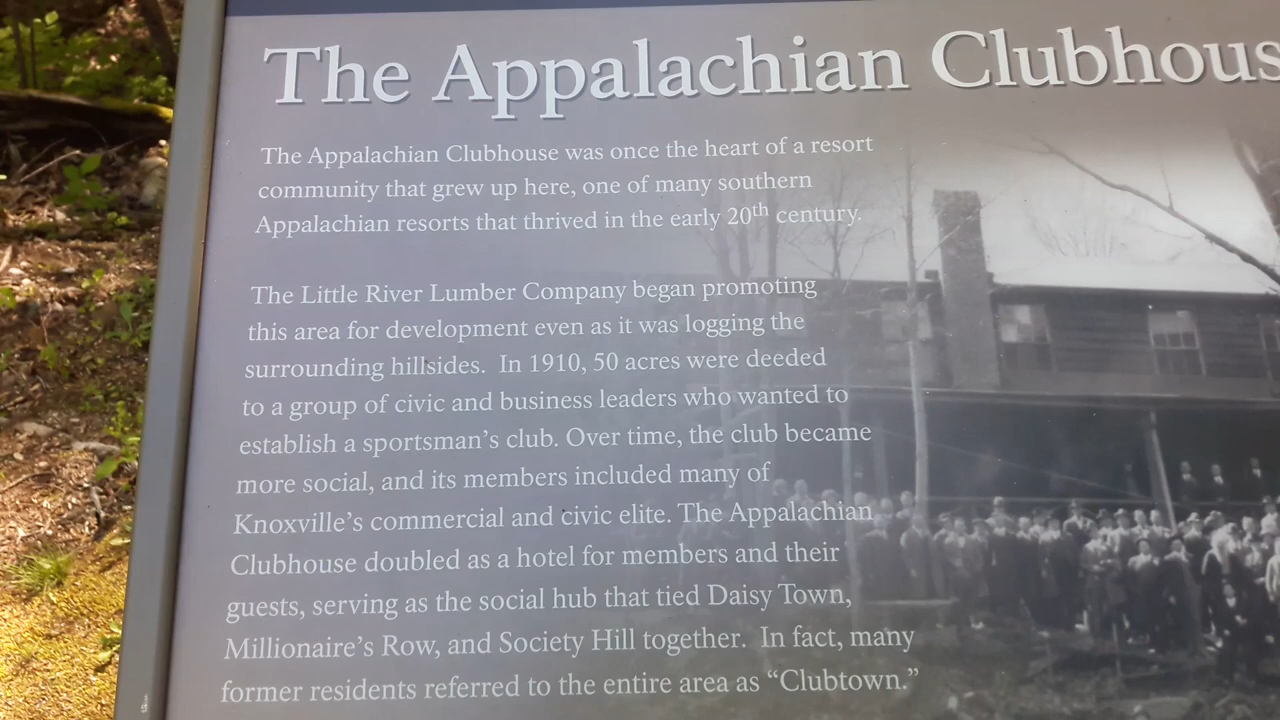 The Appalachian Clubhous
The Appalachian Clubhouse was once the heart of a resort
community that grew up here, one of many southern
Appalachian resorts that thrived in the early 20th century.
The Little River Lumber Company began promoting
this area for development even as it was logging the
surrounding hillsides. In 1910, 50 acres were deeded
to a group of civic and business leaders who wanted to
establish a sportsman's club. Over time, the club became
more social, and its members included many of
Knoxville's commercial and civic elite. The Appalachian
Clubhouse doubled as a hotel for members and their
guests, serving as the social hub that tied Daisy Town,
Millionaire's Row, and Society Hill together. In fact, many
former residents referred to the entire area as “Clubtown.”